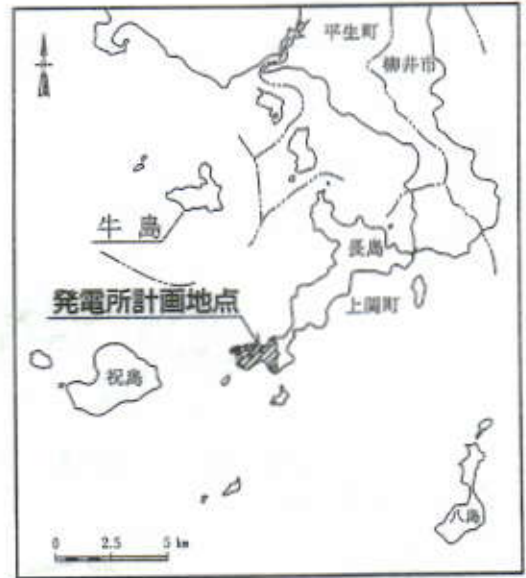 平生町
柳井市
牛島
長島
発電所計画地点
上関町
祝島
八島
0 2.5 5 km